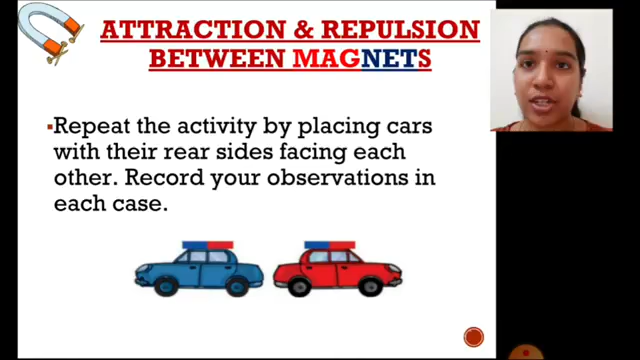 ATTRACTION & REPULSION
BETWEEN MAGNETS
▪Repeat the activity by placing cars
with their rear sides facing each
other. Record your observations in
each case.